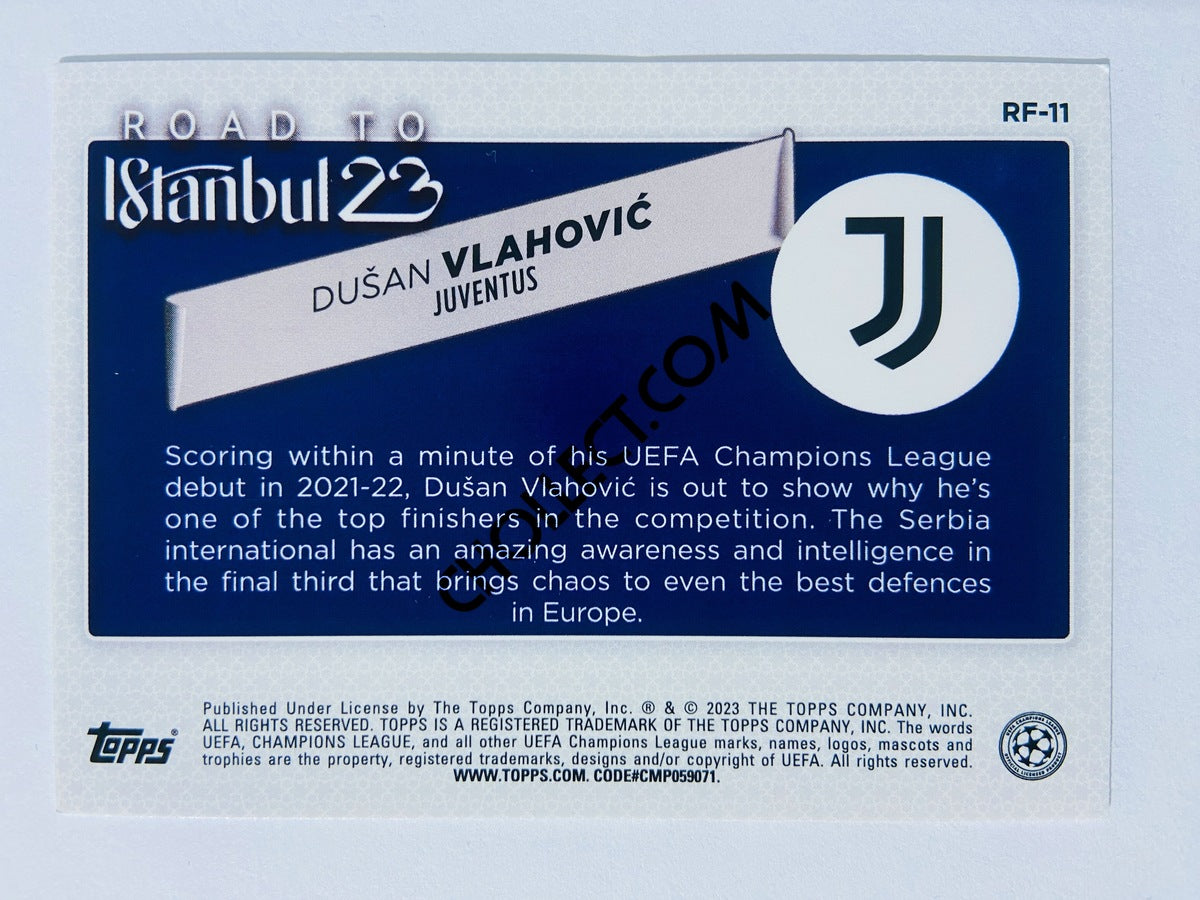 RF-11
ROAD TO
Istanbul 23
DUŠAN VLAHOVIĆ
JUVENTUS
CHOLLECT.COM
Scoring within a minute of his UEFA Champions League
debut in 2021-22, Dušan Vlahović is out to show why he's
one of the top finishers in the competition. The Serbia
international has an amazing awareness and intelligence in
the final third that brings chaos to even the best defences
in Europe.
topps®
Published Under License by The Topps Company, Inc. ® & © 2023 THE TOPPS COMPANY, INC.
ALL RIGHTS RESERVED. TOPPS IS A REGISTERED TRADEMARK OF THE TOPPS COMPANY, INC. The words
UEFA, CHAMPIONS LEAGUE, and all other UEFA Champions League marks, names, logos, mascots and
trophies are the property, registered trademarks, designs and/or copyright of UEFA. All rights reserved.
WWW.TOPPS.COM. CODE#CMP059071.